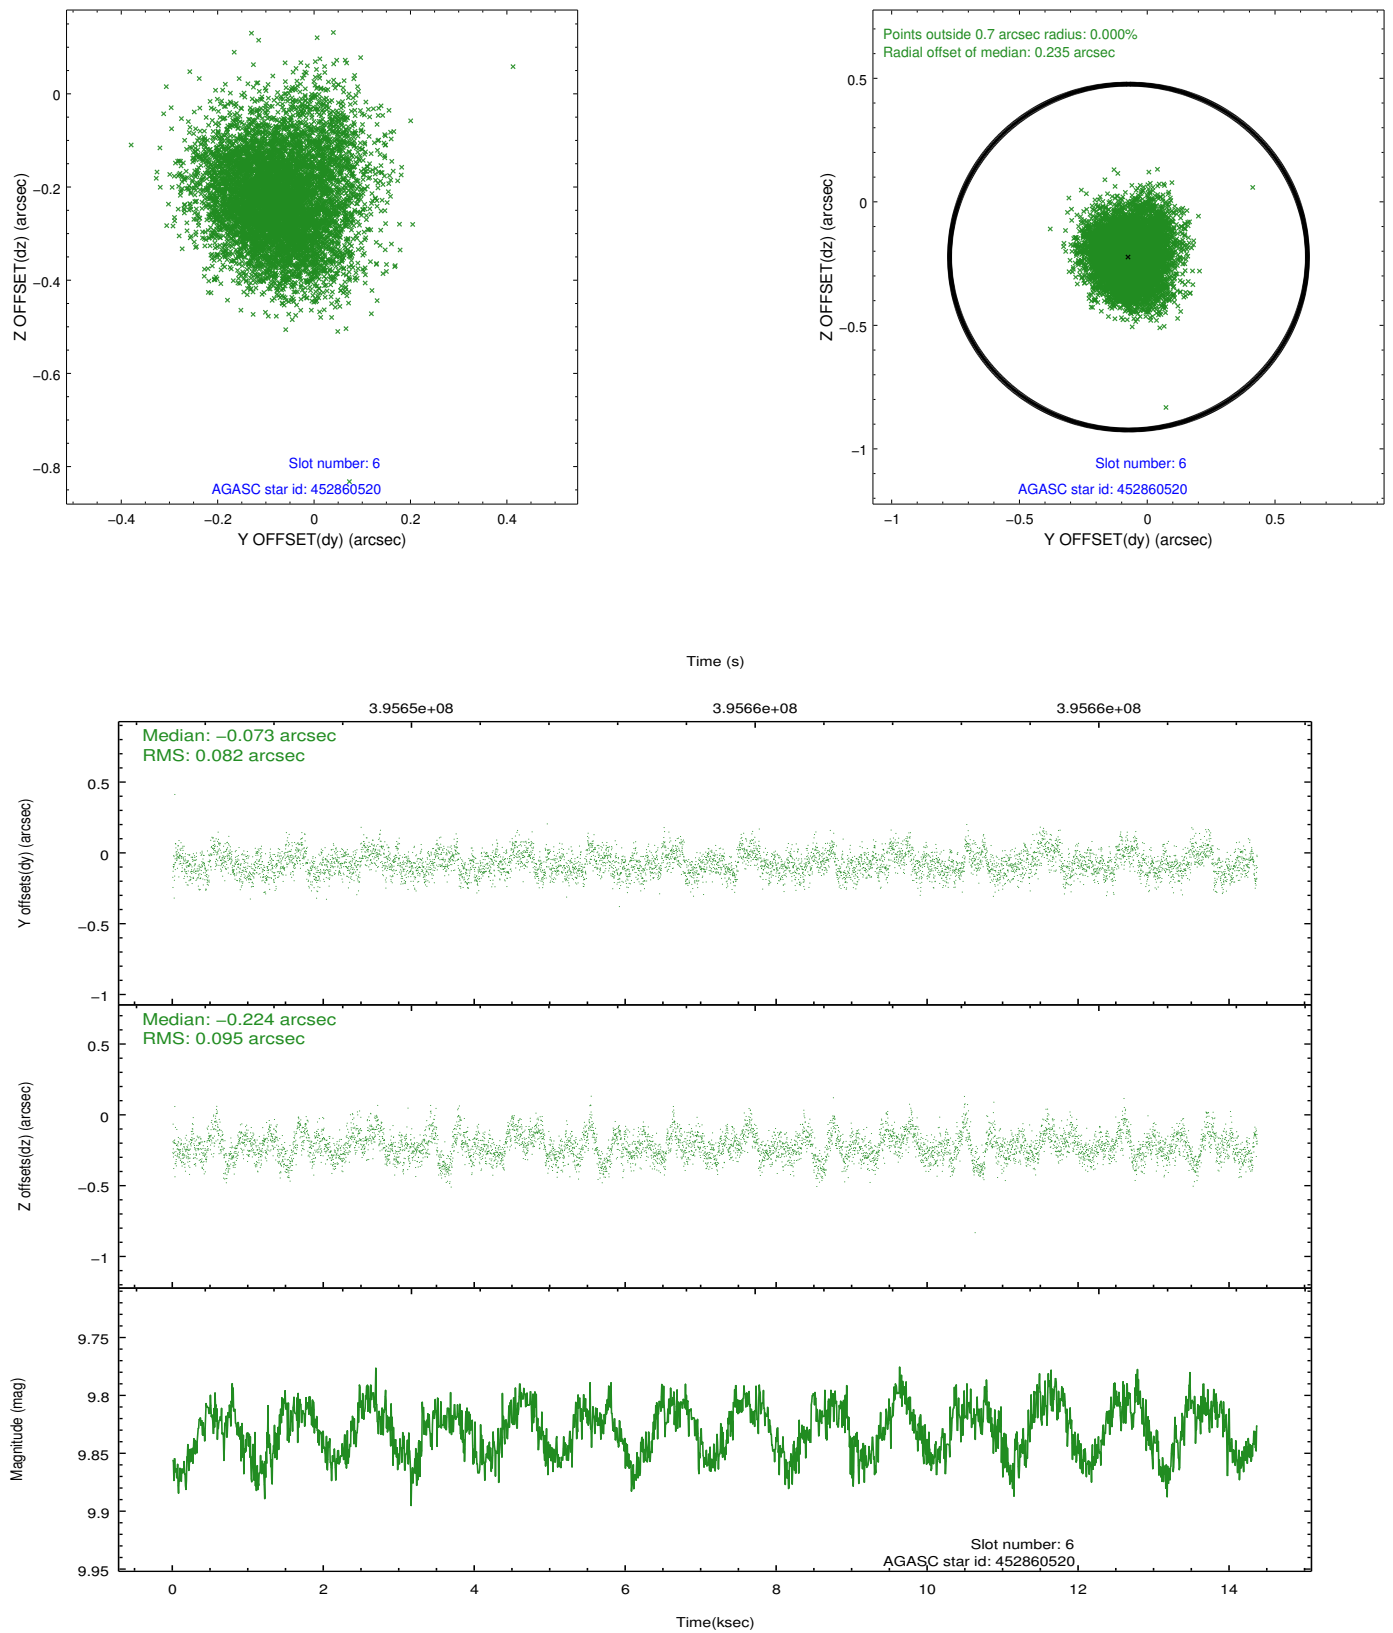 0
−0.2
−0.4
−0.6
−0.8
Z OFFSET(dz) (arcsec)
Slot number: 6
AGASC star id: 452860520
−0.4
−0.2
0
0.2
0.4
Y OFFSET(dy) (arcsec)
Points outside 0.7 arcsec radius: 0.000%
Radial offset of median: 0.235 arcsec
0.5
0
−0.5
−1
Z OFFSET(dz) (arcsec)
Slot number: 6
AGASC star id: 452860520
−1
−0.5
0
0.5
Y OFFSET(dy) (arcsec)
Time (s)
3.9565e+08
3.9566e+08
3.9566e+08
Median: −0.073 arcsec
RMS: 0.082 arcsec
0.5
0
−0.5
−1
Y offsets(dy) (arcsec)
Median: −0.224 arcsec
RMS: 0.095 arcsec
0.5
0
−0.5
−1
Z offsets(dz) (arcsec)
9.75
9.8
9.85
9.9
9.95
Magnitude (mag)
Slot number: 6
AGASC star id: 452860520
0
2
4
6
8
10
12
14
Time(ksec)